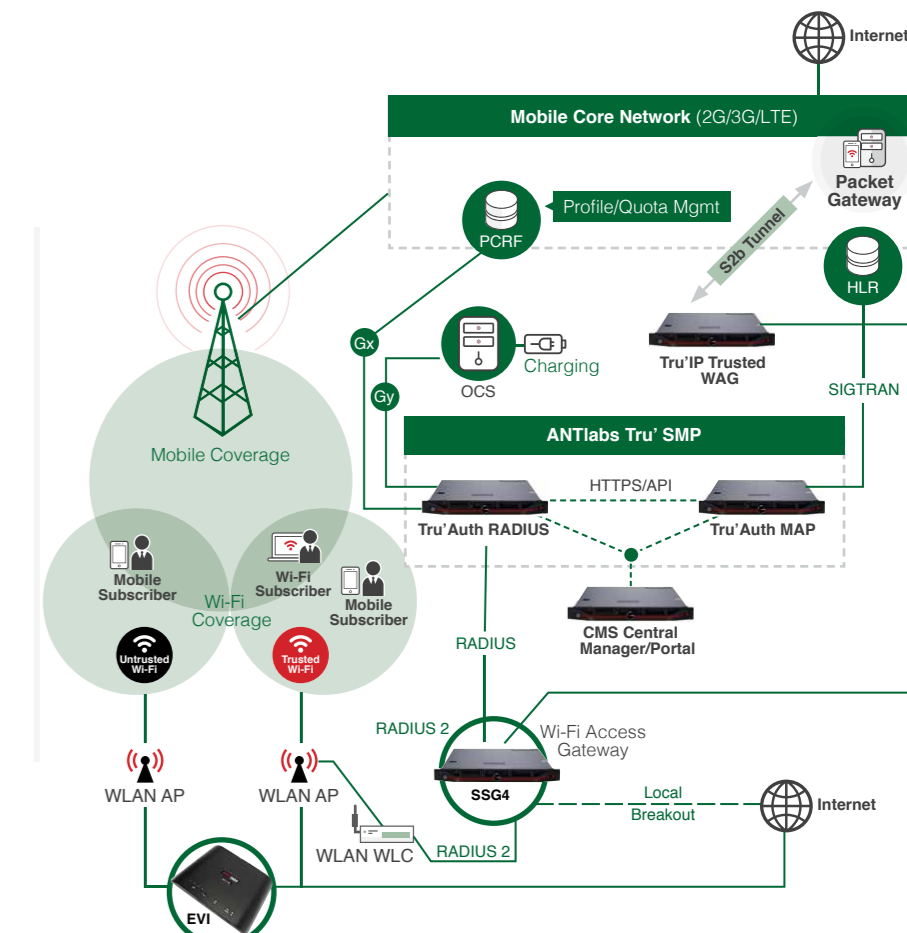 Internet
Mobile Core Network (2G/3G/LTE)
Packet
Gateway
Profile/Quota Mgmt
PCRF
S2b Tunnel
HLR
Gx
Tru'IP Trusted
WAG
Charging
OCS
Gy
SIGTRAN
ANTlabs Tru' SMP
Mobile Coverage
HTTPS/API
Tru'Auth RADIUS
Tru'Auth MAP
Mobile
Subscriber
Wi-Fi
Subscriber
Mobile
Subscriber
Wi-Fi
Coverage
Untrusted
Wi-Fi
Trusted
Wi-Fi
CMS Central
Manager/Portal
RADIUS
RADIUS 2
Wi-Fi Access
Gateway
SSG4
WLAN AP
WLAN AP
Local
Breakout
Internet
WLAN WLC
RADIUS 2
EVI